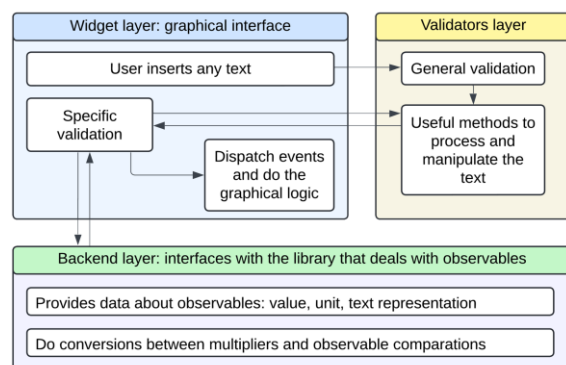 Widget layer: graphical interface
User inserts any text
Specific
validation
Dispatch events
and do the
graphical logic
Validators layer
General validation
Useful methods to
process and
manipulate the
text
Backend layer: interfaces with the library that deals with observables
Provides data about observables: value, unit, text representation
Do conversions between multipliers and observable comparations